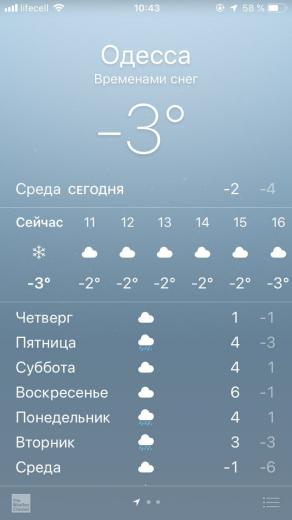 lifecell 10:43 58 %
Одесса
Временами снег
-3°
Среда СЕГОДНЯ -2 -4
Сейчас 11 12 13 14 15 16
-3° -2° -2° -2° -2° -2° -3°
Четверг 1 -1
Пятница 4 -3
Суббота 4 1
Воскресенье 6 -1
Понедельник 4 1
Вторник 3 -3
Среда -1 -6
The
Weather
Channel